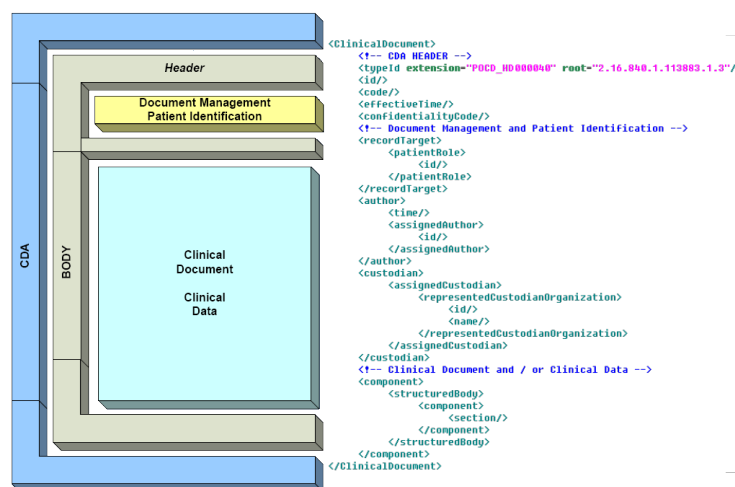 Header
Document Management
Patient Identification
CDA
BODY
Clinical
Document
Clinical
Data
<ClinicalDocument>
<!-- CDA HEADER -->
<typeId extension="POCD_HD000040" root="2.16.840.1.113883.1.3"/
<id/>
<code/>
<effectiveTime/>
<confidentialityCode/>
<!-- Document Management and Patient Identification -->
<recordTarget>
<patientRole>
<id/>
</patientRole>
</recordTarget>
<author>
<time/>
<assignedAuthor>
<id/>
</assignedAuthor>
</author>
<custodian>
<assignedCustodian>
<representedCustodianOrganization>
<id/>
<name/>
</representedCustodianOrganization>
</assignedCustodian>
</custodian>
<!-- Clinical Document and / or Clinical Data -->
<component>
<structuredBody>
<component>
<section/>
</component>
</structuredBody>
</component>
</ClinicalDocument>